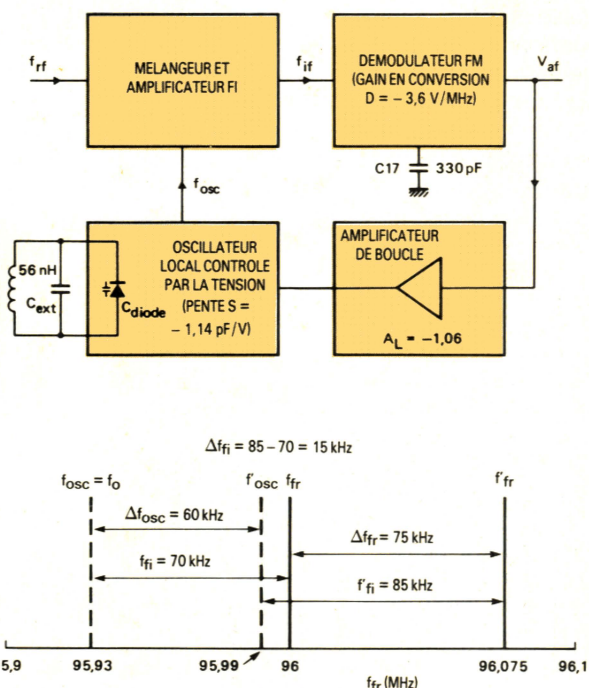 f_rf
MELANGEUR ET
AMPLIFICATEUR FI
f_if
DEMODULATEUR FM
(GAIN EN CONVERSION
D = – 3,6 V/MHz)
V_af
C17
330 pF
f_osc
56 nH
C_ext
C_diode
OSCILLATEUR
LOCAL CONTROLE
PAR LA TENSION
(PENTE S =
– 1,14 pF/V)
AMPLIFICATEUR
DE BOUCLE
A_L = –1,06
Δf_fi = 85 – 70 = 15 kHz
f_osc = f_o
f'_osc
f_fr
f'_fr
Δf_osc = 60 kHz
Δf_fr = 75 kHz
f_fi = 70 kHz
f'_fi = 85 kHz
5,9
95,93
95,99
96
96,075
96,1
f_fr (MHz)